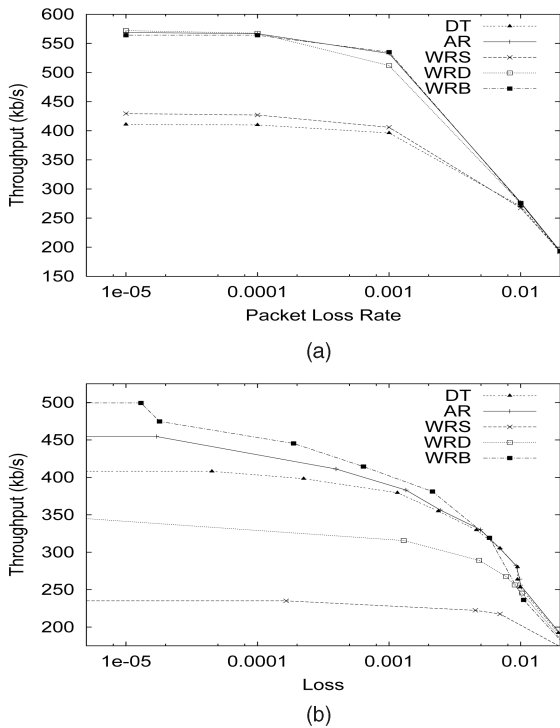 600
550
500
450
400
350
300
250
200
150
Throughput (kb/s)
DT
AR
WRS
WRD
WRB
1e-05 0.0001 0.001 0.01
Packet Loss Rate
(a)
500
450
400
350
300
250
200
Throughput (kb/s)
DT
AR
WRS
WRD
WRB
1e-05 0.0001 0.001 0.01
Loss
(b)